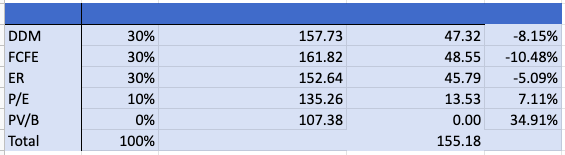 DDM 30% 157.73 47.32 -8.15%
FCFE 30% 161.82 48.55 -10.48%
ER 30% 152.64 45.79 -5.09%
P/E 10% 135.26 13.53 7.11%
PV/B 0% 107.38 0.00 34.91%
Total 100% 155.18